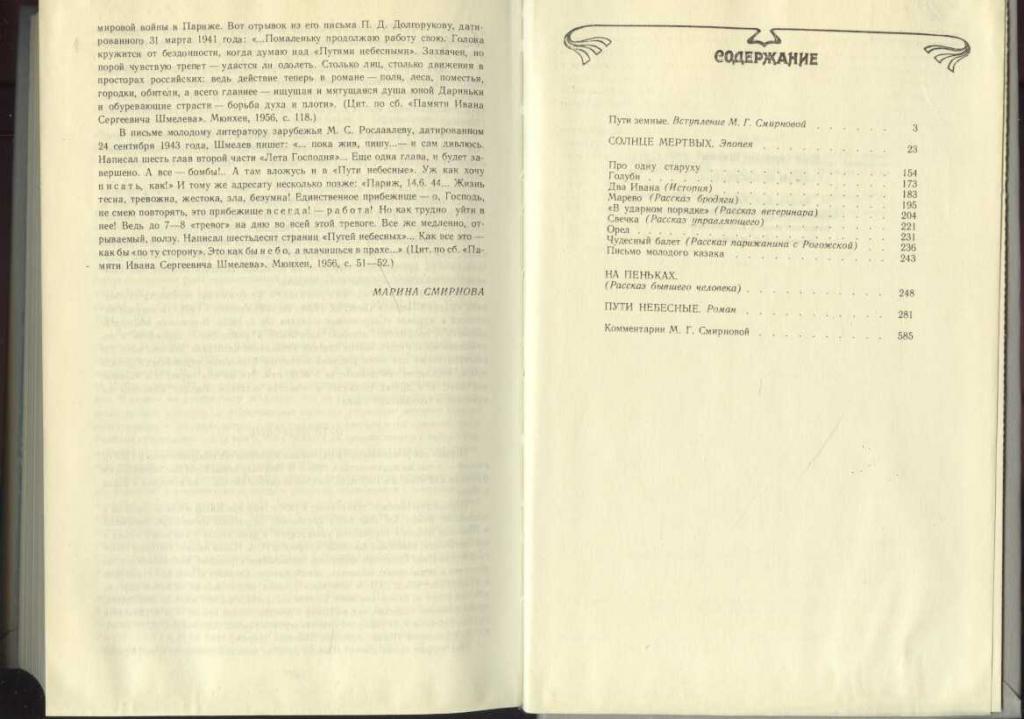 мировой войны в Париже. Вот отрывок из его письма П. Д. Долгорукову, дати-
рованного 31 марта 1941 года: «...Помаленьку продолжаю работу свою. Голова
кружится от бездонности, когда думаю над «Путями небесными». Захвачен, но
порой чувствую трепет — удастся ли одолеть. Столько лиц, столько движения в
просторах российских: ведь действие теперь в романе — поля, леса, поместья,
городки, обители, а всего главнее — ищущая и мятущаяся душа юной Дариньки
и обуревающие страсти — борьба духа и плоти». (Цит. по сб. «Памяти Ивана
Сергеевича Шмелева». Мюнхен, 1956, с. 118.)
В письме молодому литератору зарубежья М. С. Рославлеву, датированном
24 сентября 1943 года, Шмелев пишет: «... пока жив, пишу...— и сам дивлюсь.
Написал шесть глав второй части «Лета Господня»... Еще одна глава, и будет за-
вершено. А все — бомбы!.. А там вложусь и в «Пути небесные». Уж как хочу
писать, как!» И тому же адресату несколько позже: «Париж, 14.6. 44... Жизнь
тесна, тревожна, жестока, зла, безумна! Единственное прибежище — о, Господь,
не смею повторять, это прибежище всегда! — работа! Но как трудно уйти в
нее! Ведь до 7—8 «тревог» на дню во всей этой тревоге. Все же медленно, от-
рываемый, ползу. Написал шестьдесят страниц «Путей небесных»... Как все это —
как бы «по ту сторону». Это как бы небо, а влачишься в прахе...» (Цит. по сб. «Па-
мяти Ивана Сергеевича Шмелева». Мюнхен, 1956, с. 51—52.)
МАРИНА СМИРНОВА
СОДЕРЖАНИЕ
Пути земные. Вступление М. Г. Смирновой . . . . . . 3
СОЛНЦЕ МЕРТВЫХ. Эпопея . . . . . . . . 23
Про одну старуху . . . . . . . . . 154
Голуби . . . . . . . . . . . 173
Два Ивана (История) . . . . . . . . 183
Марево (Рассказ бродяги) . . . . . . . 195
«В ударном порядке» (Рассказ ветеринара) . . . . 204
Свечка (Рассказ управляющего) . . . . . . 221
Орел . . . . . . . . . . . 231
Чудесный билет (Рассказ парижанина с Рогожской) . . 236
Письмо молодого казака . . . . . . . 243
НА ПЕНЬКАХ.
(Рассказ бывшего человека) . . . . . . . 248
ПУТИ НЕБЕСНЫЕ. Роман . . . . . . . 281
Комментарии М. Г. Смирновой . . . . . . . 585